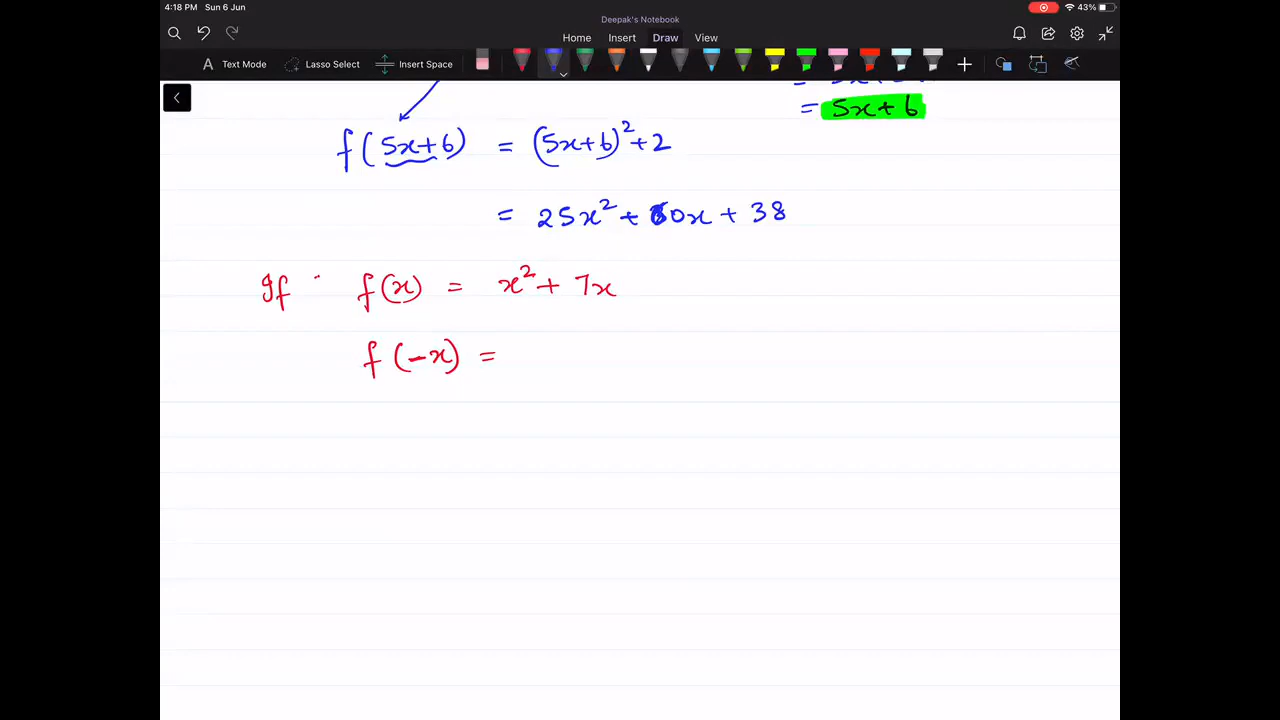 4:18 PM Sun 6 Jun
43%
Deepak's Notebook
Home Insert Draw View
A Text Mode Lasso Select Insert Space
= 5x + 6
f(5x+6) = (5x+6)² + 2
= 25x² + 60x + 38
If f(x) = x² + 7x
f(-x) =